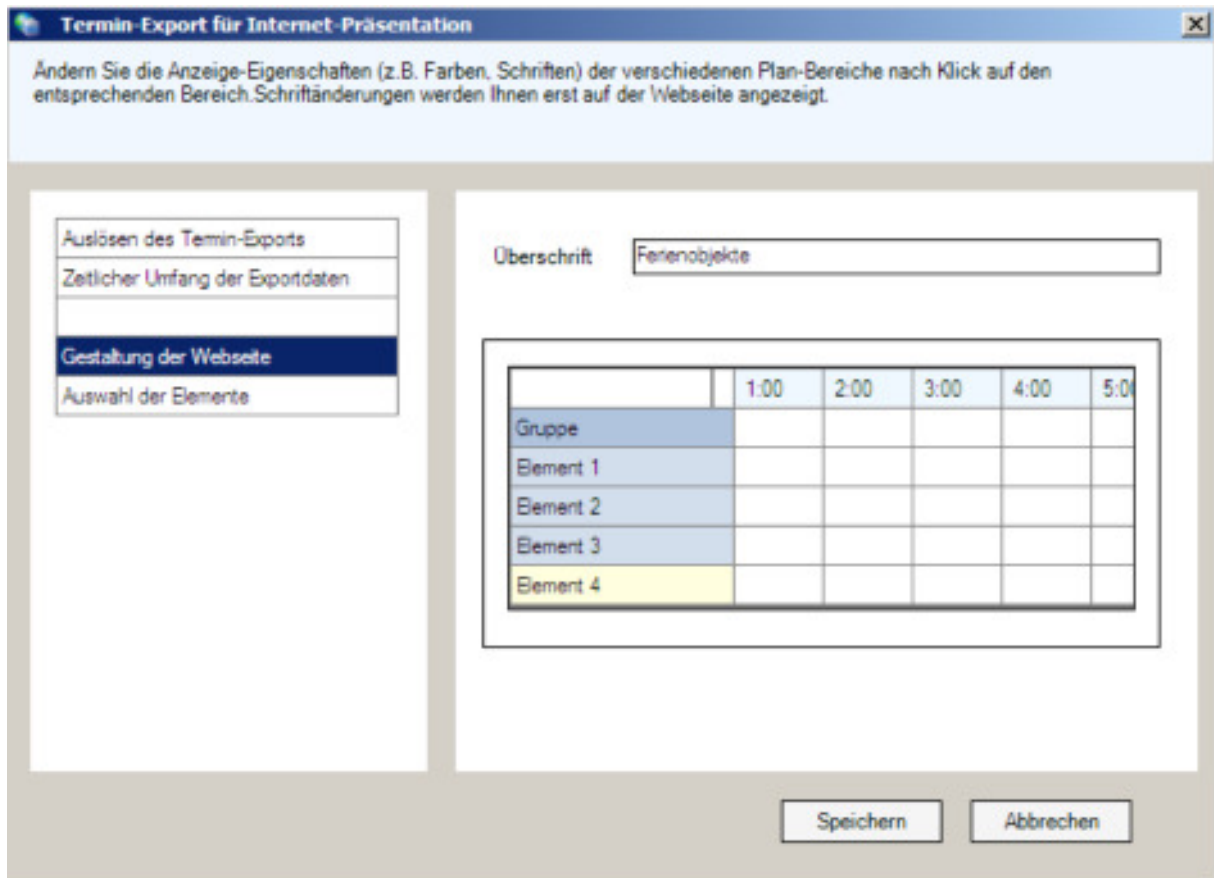 Termin-Export für Internet-Präsentation
Ändern Sie die Anzeige-Eigenschaften (z.B. Farben, Schriften) der verschiedenen Plan-Bereiche nach Klick auf den
entsprechenden Bereich.Schriftänderungen werden Ihnen erst auf der Webseite angezeigt.
Auslösen des Termin-Exports
Zeitlicher Umfang der Exportdaten
Gestaltung der Webseite
Auswahl der Elemente
Überschrift Ferienobjekte
1:00 2:00 3:00 4:00 5:0
Gruppe
Element 1
Element 2
Element 3
Element 4
Speichern Abbrechen